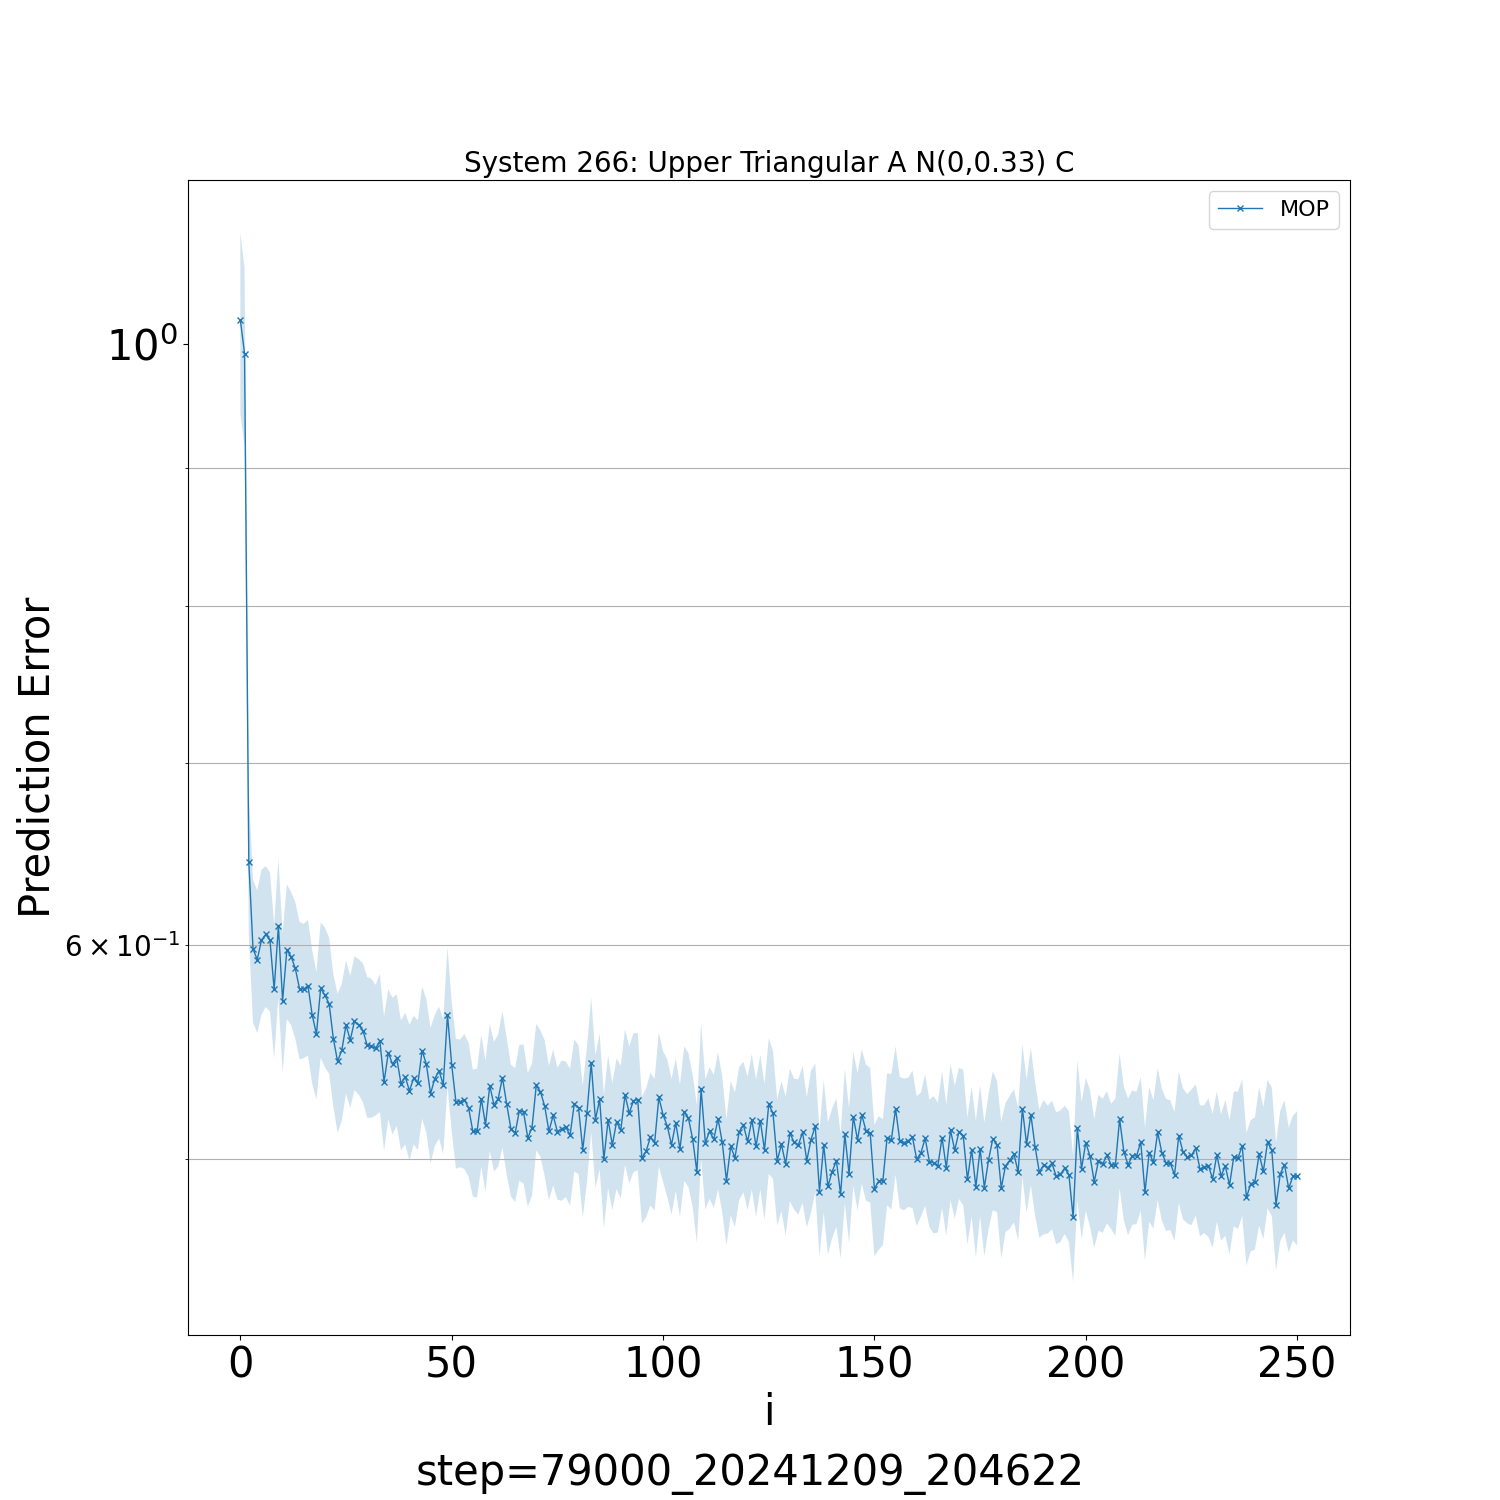 System 266: Upper Triangular A N(0,0.33) C
MOP
10⁰
6 × 10⁻¹
Prediction Error
0 50 100 150 200 250
i
step=79000_20241209_204622